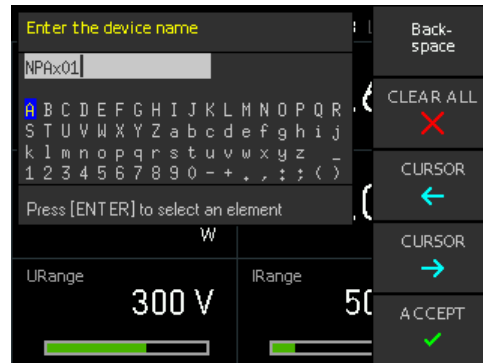 Enter the device name
NPAx01
A B C D E F G H I J K L M N O P Q R
S T U V W X Y Z a b c d e f g h i j
k l m n o p q r s t u v w x y z _
1 2 3 4 5 6 7 8 9 0 - + . , : ; ( )
Press [ENTER] to select an element
W
URange
300 V
IRange
50
Back-
space
CLEAR ALL
CURSOR
CURSOR
ACCEPT